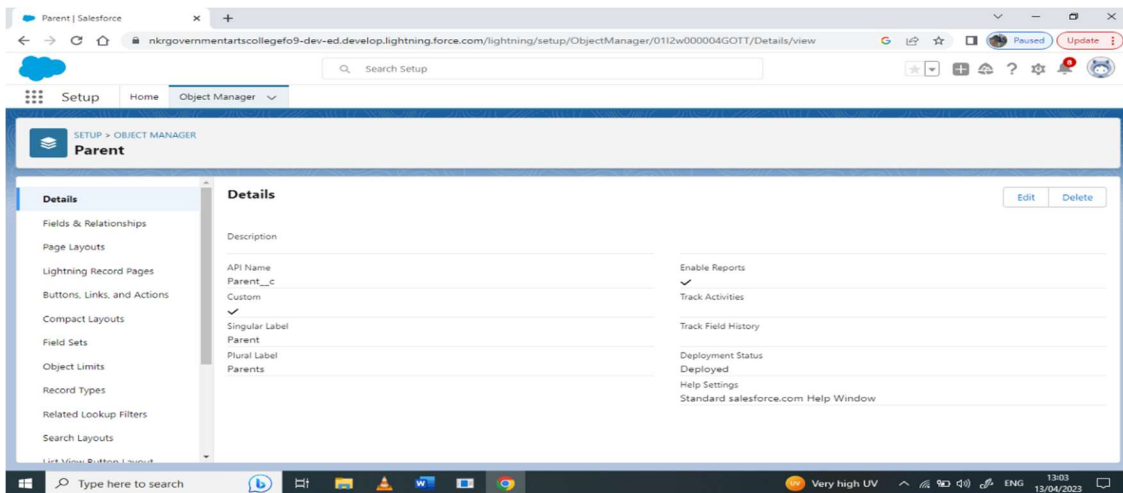 Parent | Salesforce
nkrgovernmentartscollegefo9-dev-ed.develop.lightning.force.com/lightning/setup/ObjectManager/01I2w000004GOTT/Details/view
Paused
Update
Search Setup
Setup
Home
Object Manager
SETUP > OBJECT MANAGER
Parent
Details
Fields & Relationships
Page Layouts
Lightning Record Pages
Buttons, Links, and Actions
Compact Layouts
Field Sets
Object Limits
Record Types
Related Lookup Filters
Search Layouts
List View Button Layout
Details
Edit
Delete
Description
API Name
Parent__c
Custom
Singular Label
Parent
Plural Label
Parents
Enable Reports
Track Activities
Track Field History
Deployment Status
Deployed
Help Settings
Standard salesforce.com Help Window
Type here to search
Very high UV
ENG
13:03
13/04/2023